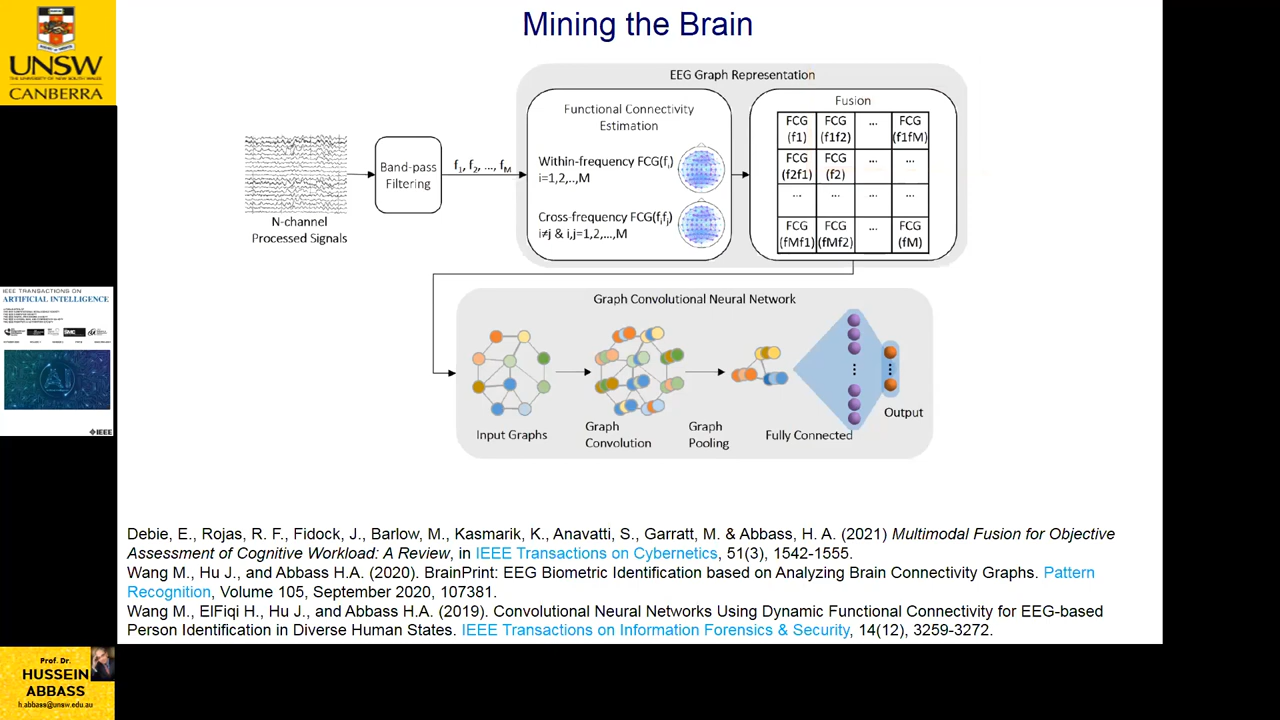 Mining the Brain
UNSW
THE UNIVERSITY OF NEW SOUTH WALES
CANBERRA
EEG Graph Representation
Functional Connectivity
Estimation
Within-frequency FCG(fᵢ)
i=1,2,..,M
Cross-frequency FCG(fᵢfⱼ)
i≠j & i,j=1,2,...,M
Fusion
FCG (f1) FCG (f1f2) ... FCG (f1fM)
FCG (f2f1) FCG (f2) ... ...
... ... ... ...
FCG (fMf1) FCG (fMf2) ... FCG (fM)
N-channel
Processed Signals
Band-pass
Filtering
f₁, f₂, ..., f_M
Graph Convolutional Neural Network
Input Graphs
Graph
Convolution
Graph
Pooling
Fully Connected
Output
IEEE TRANSACTIONS ON
ARTIFICIAL INTELLIGENCE
SMC
AI
IEEE
Debie, E., Rojas, R. F., Fidock, J., Barlow, M., Kasmarik, K., Anavatti, S., Garratt, M. & Abbass, H. A. (2021) Multimodal Fusion for Objective
Assessment of Cognitive Workload: A Review, in IEEE Transactions on Cybernetics, 51(3), 1542-1555.
Wang M., Hu J., and Abbass H.A. (2020). BrainPrint: EEG Biometric Identification based on Analyzing Brain Connectivity Graphs. Pattern
Recognition, Volume 105, September 2020, 107381.
Wang M., ElFiqi H., Hu J., and Abbass H.A. (2019). Convolutional Neural Networks Using Dynamic Functional Connectivity for EEG-based
Person Identification in Diverse Human States. IEEE Transactions on Information Forensics & Security, 14(12), 3259-3272.
Prof. Dr.
HUSSEIN
ABBASS
h.abbass@unsw.edu.au